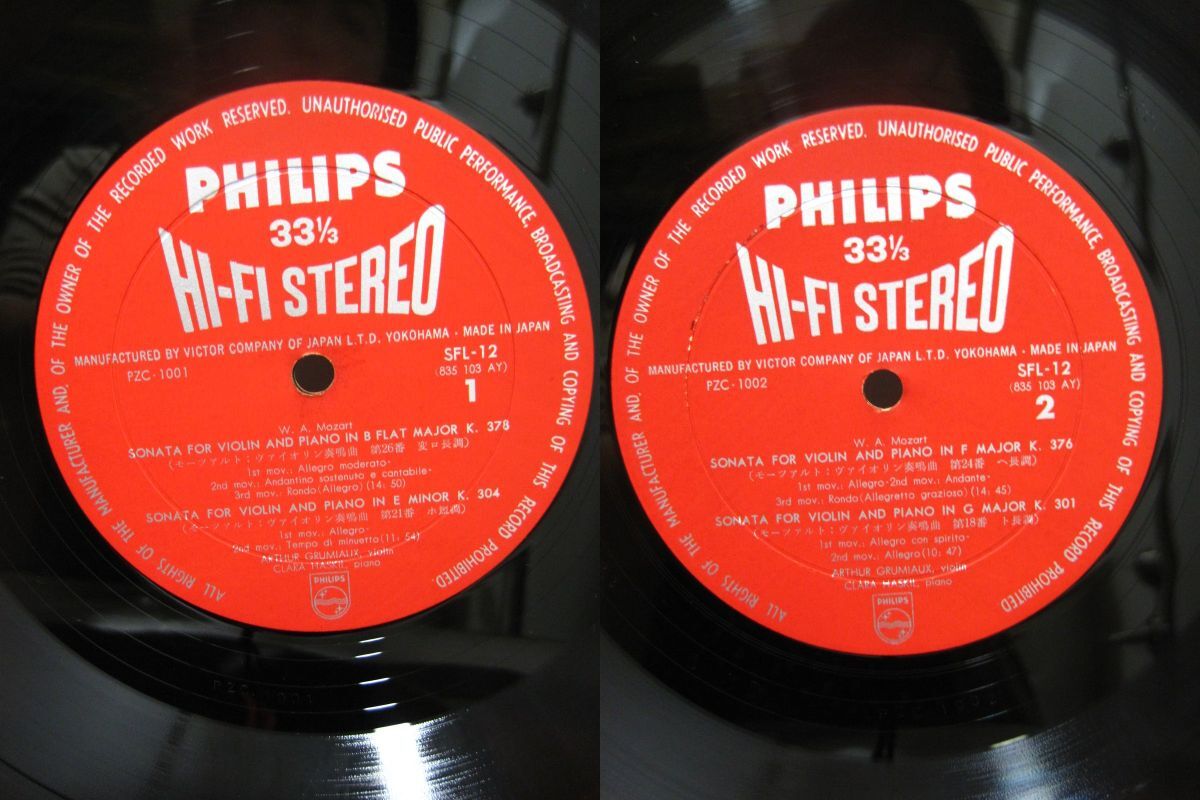 ALL RIGHTS OF THE MANUFACTURER AND, OF THE OWNER OF THE RECORDED WORK RESERVED. UNAUTHORISED PUBLIC PERFORMANCE, BROADCASTING AND COPYING OF THIS RECORD PROHIBITED.
PHILIPS
33⅓
HI-FI STEREO
MANUFACTURED BY VICTOR COMPANY OF JAPAN L.T.D. YOKOHAMA • MADE IN JAPAN
SFL-12
PZC-1001
(835 103 AY)
1
W. A. Mozart
SONATA FOR VIOLIN AND PIANO IN B FLAT MAJOR K. 378
(モーツァルト:ヴァイオリン奏鳴曲 第26番 変ロ長調)
1st mov.: Allegro moderato-
2nd mov.: Andantino sostenuto e cantabile-
3rd mov.: Rondo(Allegro)(14:50)
SONATA FOR VIOLIN AND PIANO IN E MINOR K. 304
(モーツァルト:ヴァイオリン奏鳴曲 第21番 ホ短調)
1st mov.: Allegro-
2nd mov.: Tempo di minuetto(11:54)
ARTHUR GRUMIAUX, violin
CLARA HASKIL, piano
PHILIPS
PZC-1001
ALL RIGHTS OF THE MANUFACTURER AND, OF THE OWNER OF THE RECORDED WORK RESERVED. UNAUTHORISED PUBLIC PERFORMANCE, BROADCASTING AND COPYING OF THIS RECORD PROHIBITED.
PHILIPS
33⅓
HI-FI STEREO
MANUFACTURED BY VICTOR COMPANY OF JAPAN L.T.D. YOKOHAMA • MADE IN JAPAN
SFL-12
PZC-1002
(835 103 AY)
2
W. A. Mozart
SONATA FOR VIOLIN AND PIANO IN F MAJOR K. 376
(モーツァルト:ヴァイオリン奏鳴曲 第24番 ヘ長調)
1st mov.: Allegro-2nd mov.: Andante-
3rd mov.: Rondo(Allegretto grazioso)(14:45)
SONATA FOR VIOLIN AND PIANO IN G MAJOR K. 301
(モーツァルト:ヴァイオリン奏鳴曲 第18番 ト長調)
1st mov.: Allegro con spirito-
2nd mov.: Allegro(10:47)
ARTHUR GRUMIAUX, violin
CLARA HASKIL, piano
PHILIPS